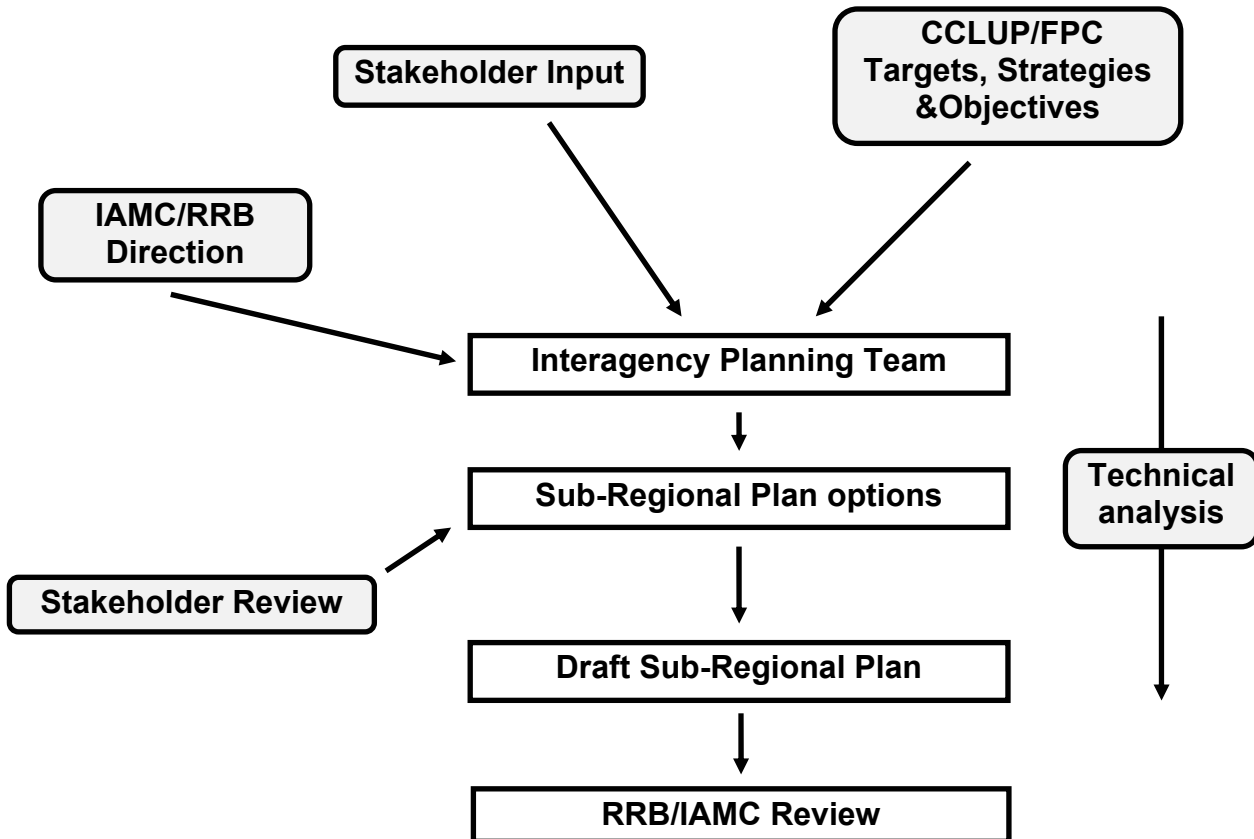 CCLUP/FPC
Targets, Strategies
&Objectives
Stakeholder Input
IAMC/RRB
Direction
Interagency Planning Team
Sub-Regional Plan options
Technical
analysis
Stakeholder Review
Draft Sub-Regional Plan
RRB/IAMC Review